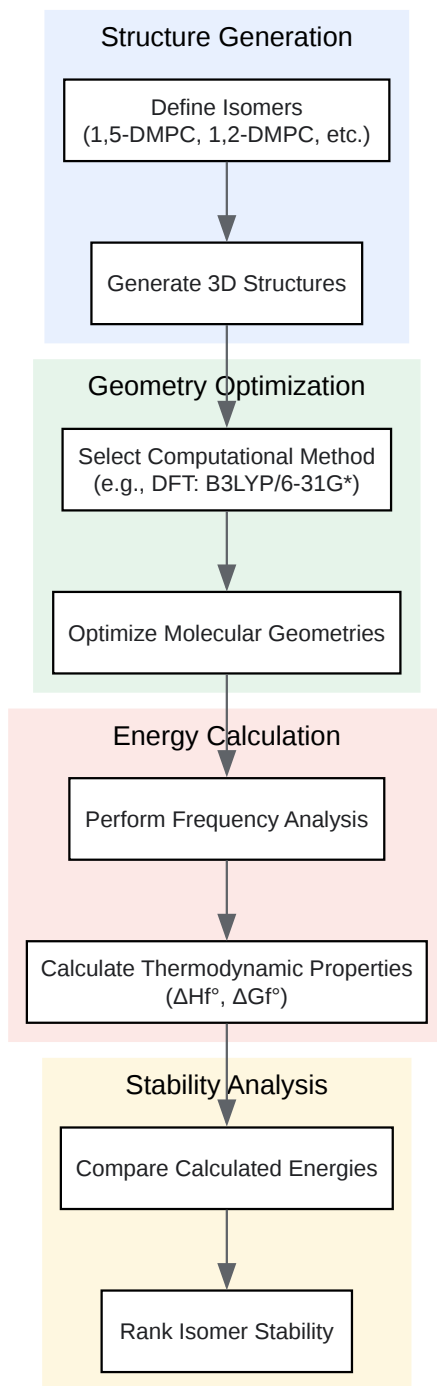 Structure Generation
Define Isomers
(1,5-DMPC, 1,2-DMPC, etc.)
Generate 3D Structures
Geometry Optimization
Select Computational Method
(e.g., DFT: B3LYP/6-31G*)
Optimize Molecular Geometries
Energy Calculation
Perform Frequency Analysis
Calculate Thermodynamic Properties
(ΔHf°, ΔGf°)
Stability Analysis
Compare Calculated Energies
Rank Isomer Stability